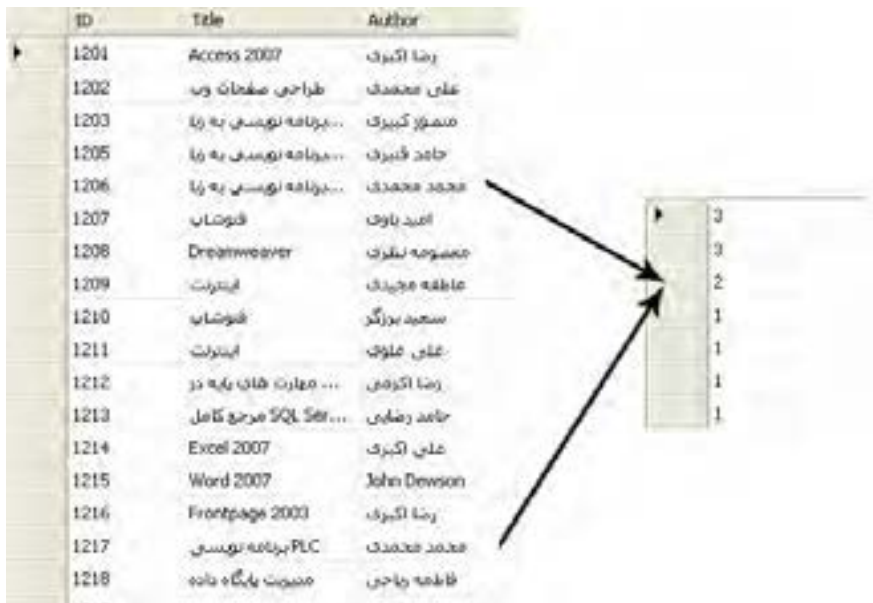 ID Title Author
1201 Access 2007 رضا اکبری
1202 طراحی صفحات وب علی محمدی
1203 برنامه نویسی به زبا... منصور کبیری
1205 برنامه نویسی به زبا... حامد قنبری
1206 برنامه نویسی به زبا... محمد محمدی
1207 فتوشاپ امید باوی
1208 Dreamweaver معصومه نظری
1209 اینترنت عاطفه مجیدی
1210 فتوشاپ سعید برزگر
1211 اینترنت علی علوی
1212 مهارت های پایه در ... رضا اکرمی
1213 مرجع کامل SQL Ser... حامد رضایی
1214 Excel 2007 علی اکبری
1215 Word 2007 John Dewson
1216 Frontpage 2003 رضا اکبری
1217 برنامه نویسی PLC محمد محمدی
1218 مدیریت پایگاه داده فاطمه ریاحی
3
3
2
1
1
1
1